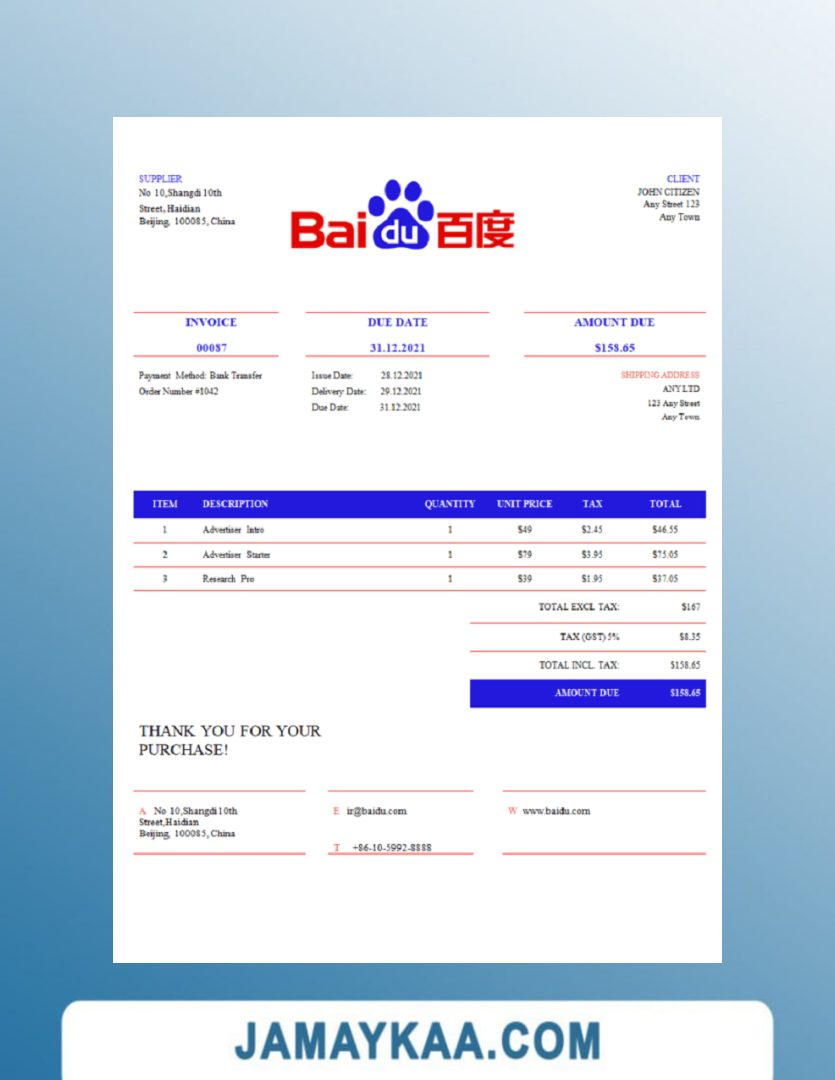 SUPPLIER
No 10,Shangdi 10th
Street, Haidian
Beijing, 100085, China
Baidu百度
CLIENT
JOHN CITIZEN
Any Street 123
Any Town
INVOICE
00087
DUE DATE
31.12.2021
AMOUNT DUE
$158.65
Payment Method: Bank Transfer
Order Number #1042
Issue Date: 28.12.2021
Delivery Date: 29.12.2021
Due Date: 31.12.2021
SHIPPING ADDRESS
ANY LTD
123 Any Street
Any Town
ITEM DESCRIPTION QUANTITY UNIT PRICE TAX TOTAL
1 Advertiser Intro 1 $49 $2.45 $46.55
2 Advertiser Starter 1 $79 $3.95 $75.05
3 Research Pro 1 $39 $1.95 $37.05
TOTAL EXCL TAX: $167
TAX (GST) 5% $8.35
TOTAL INCL. TAX: $158.65
AMOUNT DUE $158.65
THANK YOU FOR YOUR
PURCHASE!
A No 10,Shangdi 10th
Street,Haidian
Beijing, 100085, China
E ir@baidu.com
T +86-10-5992-8888
W www.baidu.com
JAMAYKAA.COM